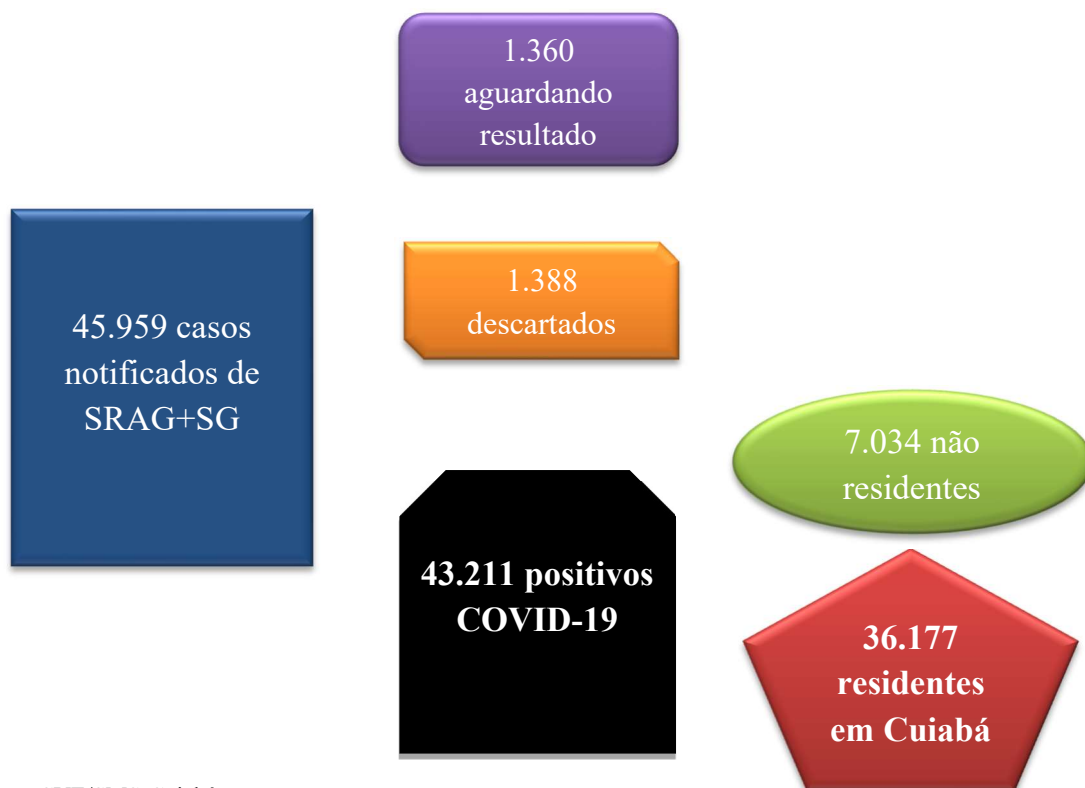 1.360
aguardando
resultado
45.959 casos
notificados de
SRAG+SG
1.388
descartados
7.034 não
residentes
43.211 positivos
COVID-19
36.177
residentes
em Cuiabá